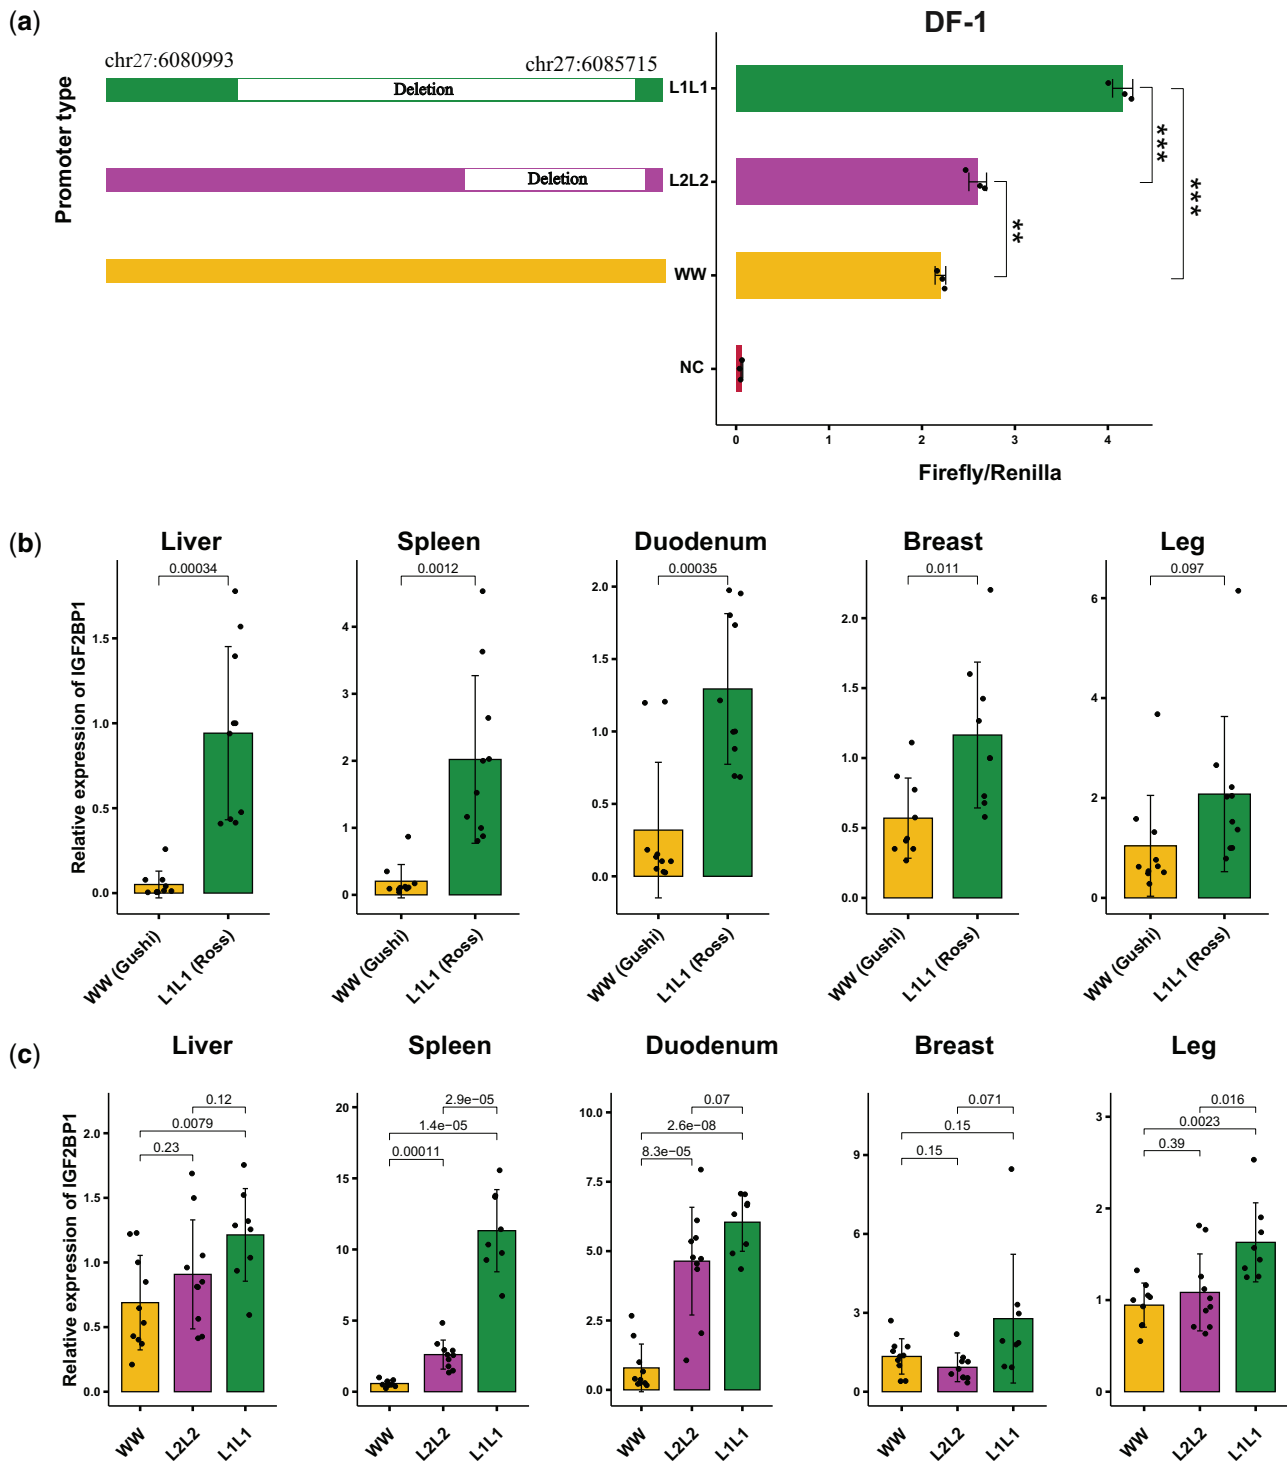 (a)
DF-1
chr27:6080993
chr27:6085715
Promoter type
Deletion
L1L1
Deletion
L2L2
WW
NC
***
***
**
0 1 2 3 4
Firefly/Renilla
(b)
Liver Spleen Duodenum Breast Leg
Relative expression of IGF2BP1
0.00034 0.0012 0.00035 0.011 0.097
1.5 1.0 0.5 0.0
4 3 2 1 0
2.0 1.5 1.0 0.5 0.0
2.0 1.5 1.0 0.5 0.0
6 4 2 0
WW (Gushi) L1L1 (Ross) WW (Gushi) L1L1 (Ross) WW (Gushi) L1L1 (Ross) WW (Gushi) L1L1 (Ross) WW (Gushi) L1L1 (Ross)
(c)
Liver Spleen Duodenum Breast Leg
Relative expression of IGF2BP1
0.12 0.0079 0.23
2.9e−05 1.4e−05 0.00011
0.07 2.6e−08 8.3e−05
0.071 0.15 0.15
0.016 0.0023 0.39
2.0 1.5 1.0 0.5 0.0
20 15 10 5 0
10.0 7.5 5.0 2.5 0.0
9 6 3 0
3 2 1 0
WW L2L2 L1L1 WW L2L2 L1L1 WW L2L2 L1L1 WW L2L2 L1L1 WW L2L2 L1L1